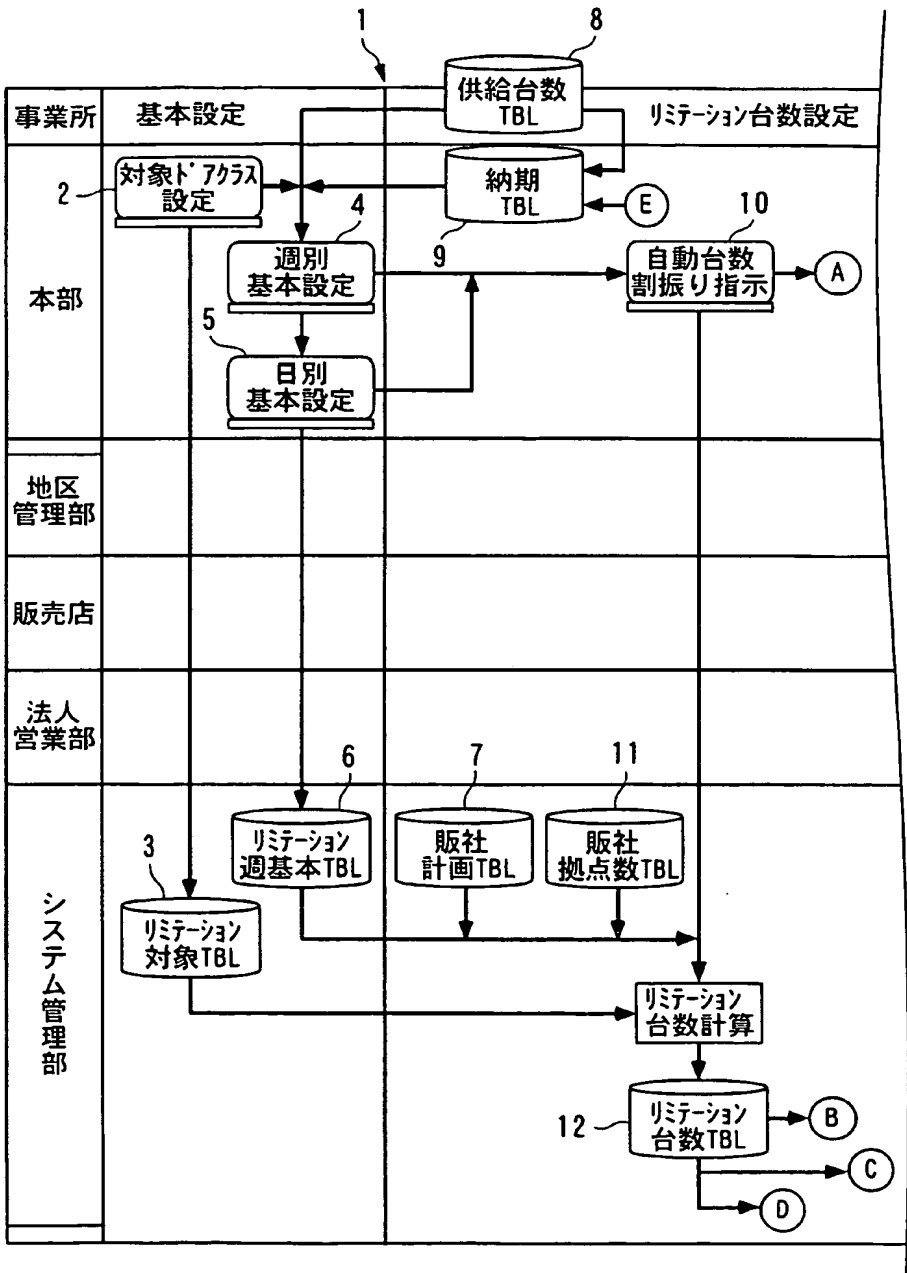 1
8
事業所
基本設定
供給台数
TBL
リミテーション台数設定
本部
2
対象ドアクラス
設定
納期
TBL
E
9
4
週別
基本設定
10
自動台数
割振り指示
A
5
日別
基本設定
地区
管理部
販売店
法人
営業部
システム管理部
6
リミテーション
週基本TBL
7
販社
計画TBL
11
販社
拠点数TBL
3
リミテーション
対象TBL
リミテーション
台数計算
12
リミテーション
台数TBL
B
C
D